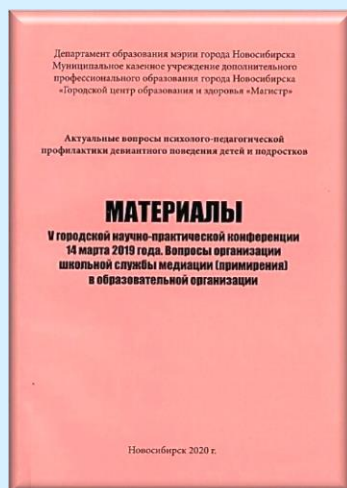 Департамент образования мэрии города Новосибирска
Муниципальное казенное учреждение дополнительного
профессионального образования города Новосибирска
«Городской центр образования и здоровья «Магистр»
Актуальные вопросы психолого-педагогической
профилактики девиантного поведения детей и подростков
МАТЕРИАЛЫ
V городской научно-практической конференции
14 марта 2019 года. Вопросы организации
школьной службы медиации (примирения)
в образовательной организации
Новосибирск 2020 г.